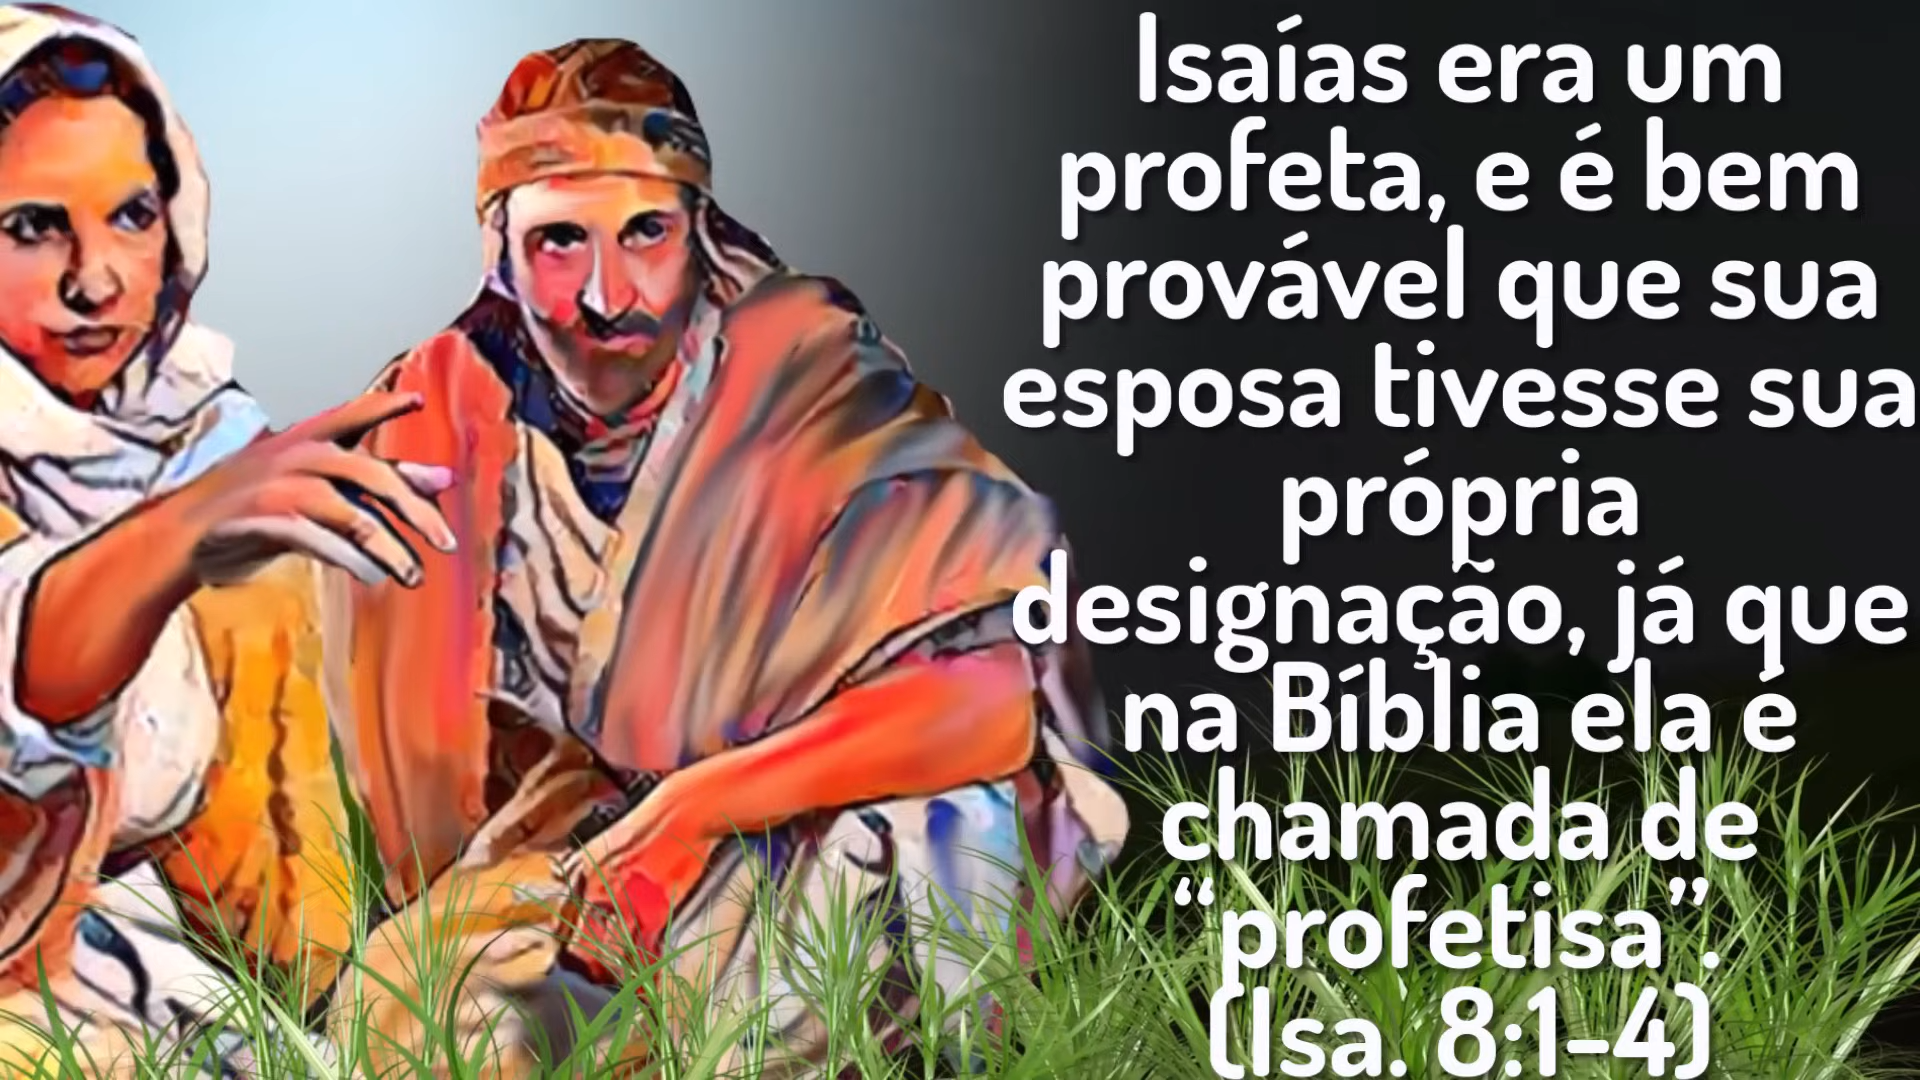 Isaías era um
profeta, e é bem
provável que sua
esposa tivesse sua
própria
designação, já que
na Bíblia ela é
chamada de
“profetisa”.
(Isa. 8:1-4)